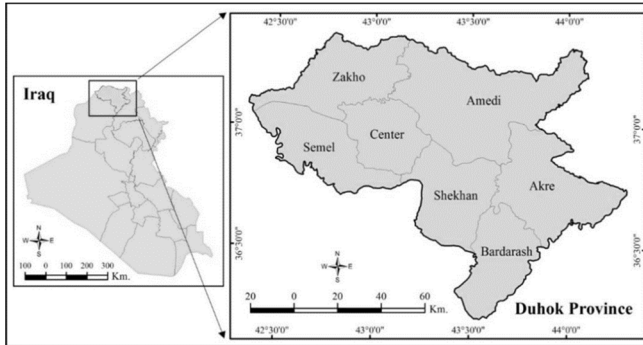 42°30'0"
43°0'0"
43°30'0"
44°0'0"
Iraq
N
W E
S
100 0 100 200 300
Km.
Zakho
Amedi
Semel
Center
Shekhan
Akre
Bardarash
37°0'0"
36°30'0"
37°0'0"
36°30'0"
N
W E
S
20 0 20 40 60
Km.
Duhok Province
42°30'0"
43°0'0"
43°30'0"
44°0'0"